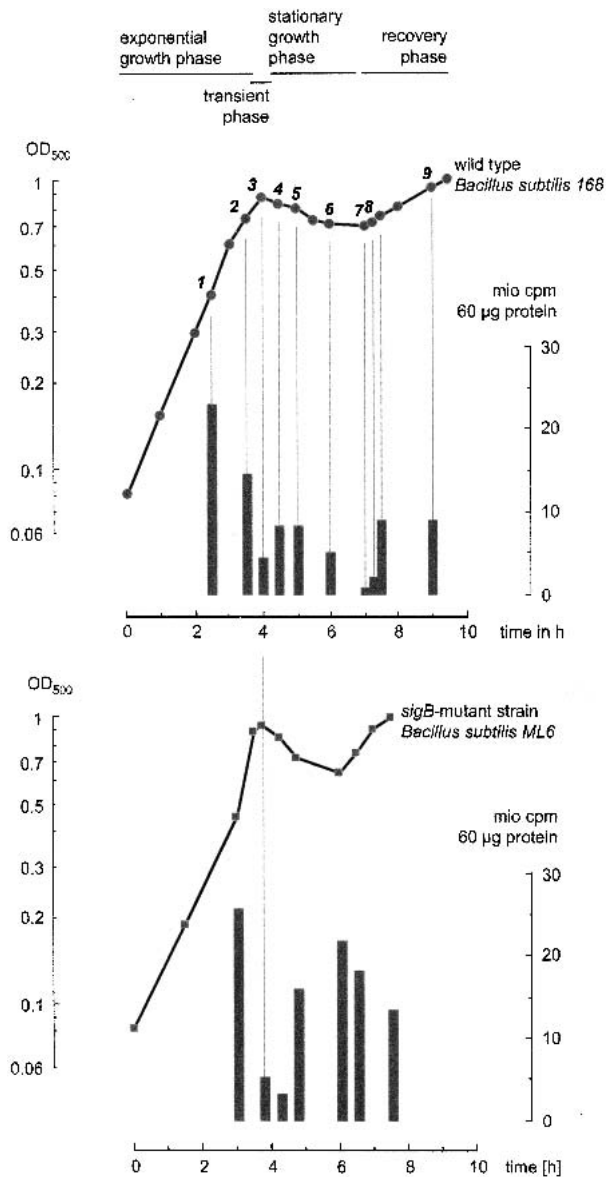 exponential
growth phase
transient
phase
stationary
growth
phase
recovery
phase
OD500
1
0.7
0.5
0.3
0.2
0.1
0.06
1
2
3
4
5
6
7
8
9
wild type
Bacillus subtilis 168
mio cpm
60 µg protein
30
20
10
0
0
2
4
6
8
10
time in h
OD500
1
0.7
0.5
0.3
0.2
0.1
0.06
sigB-mutant strain
Bacillus subtilis ML6
mio cpm
60 µg protein
30
20
10
0
0
2
4
6
8
10
time [h]